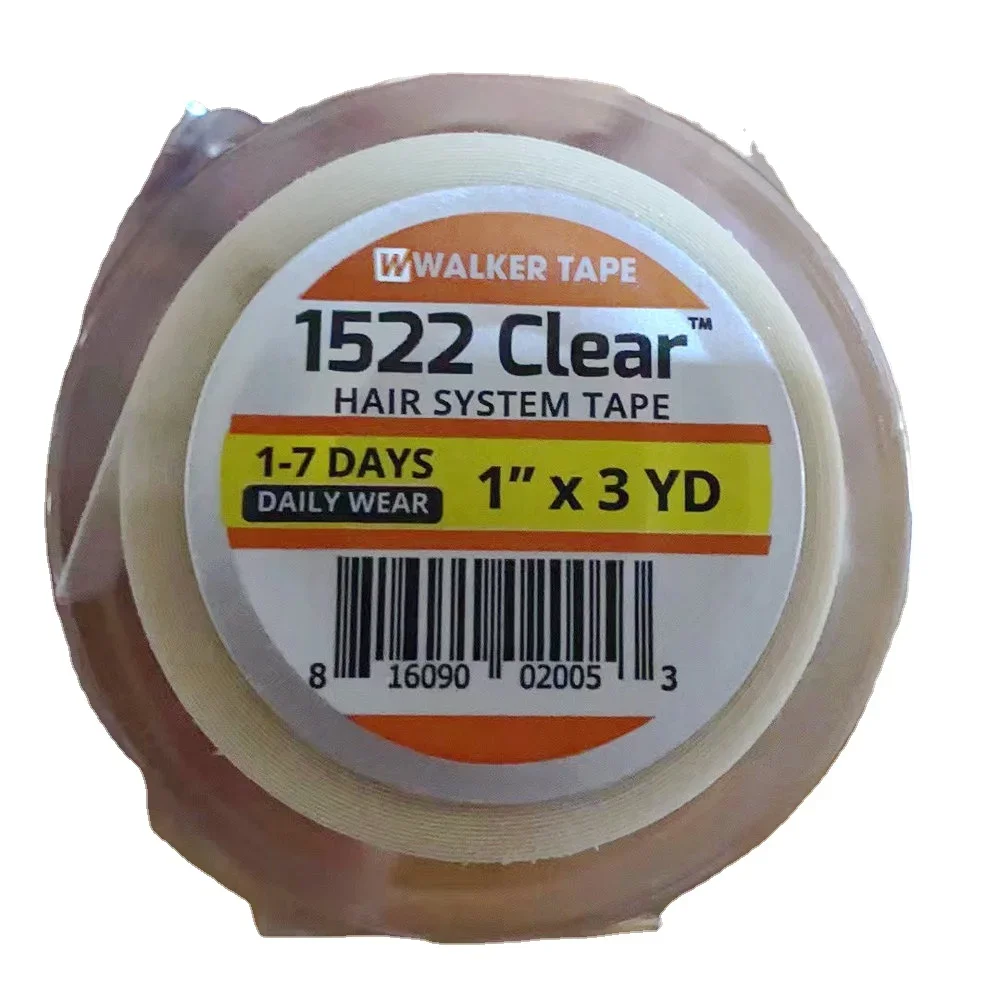 W WALKER TAPE
1522 Clear™
HAIR SYSTEM TAPE
1-7 DAYS
DAILY WEAR
1” x 3 YD
8 16090 02005 3